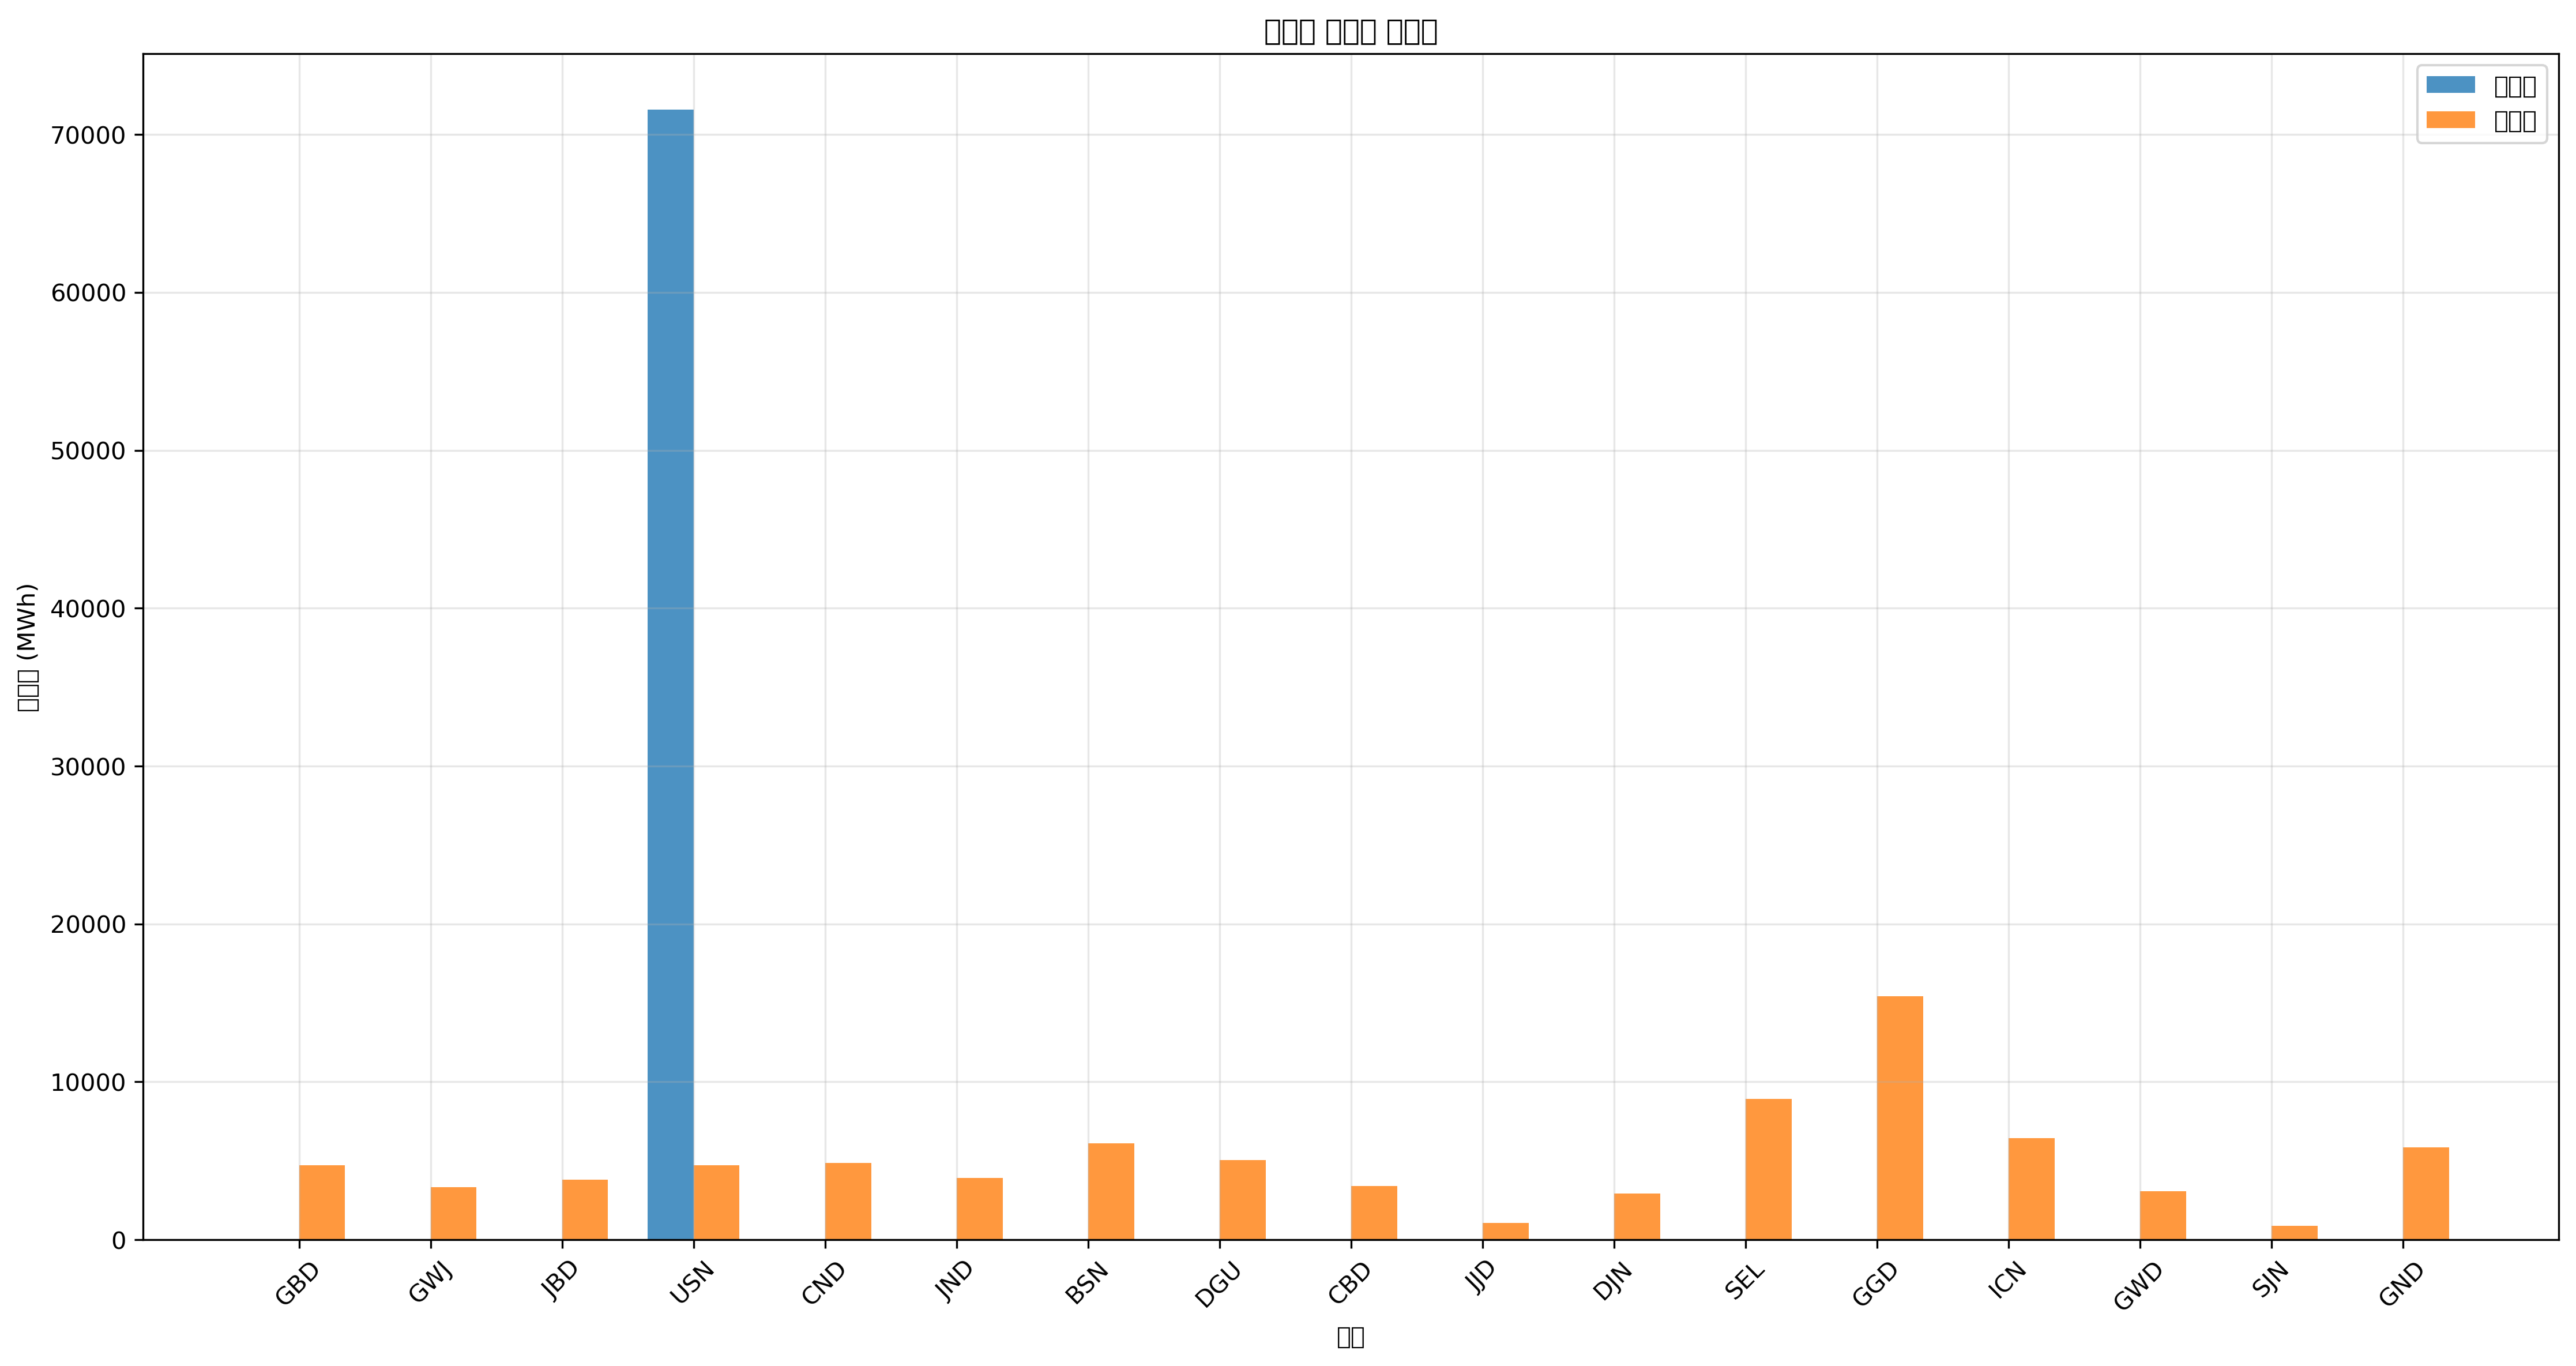 70000
60000
50000
40000
30000
20000
10000
0
(MWh)
GBD
GWJ
JBD
USN
CND
JND
BSN
DGU
CBD
JJD
DJN
SEL
GGD
ICN
GWD
SJN
GND